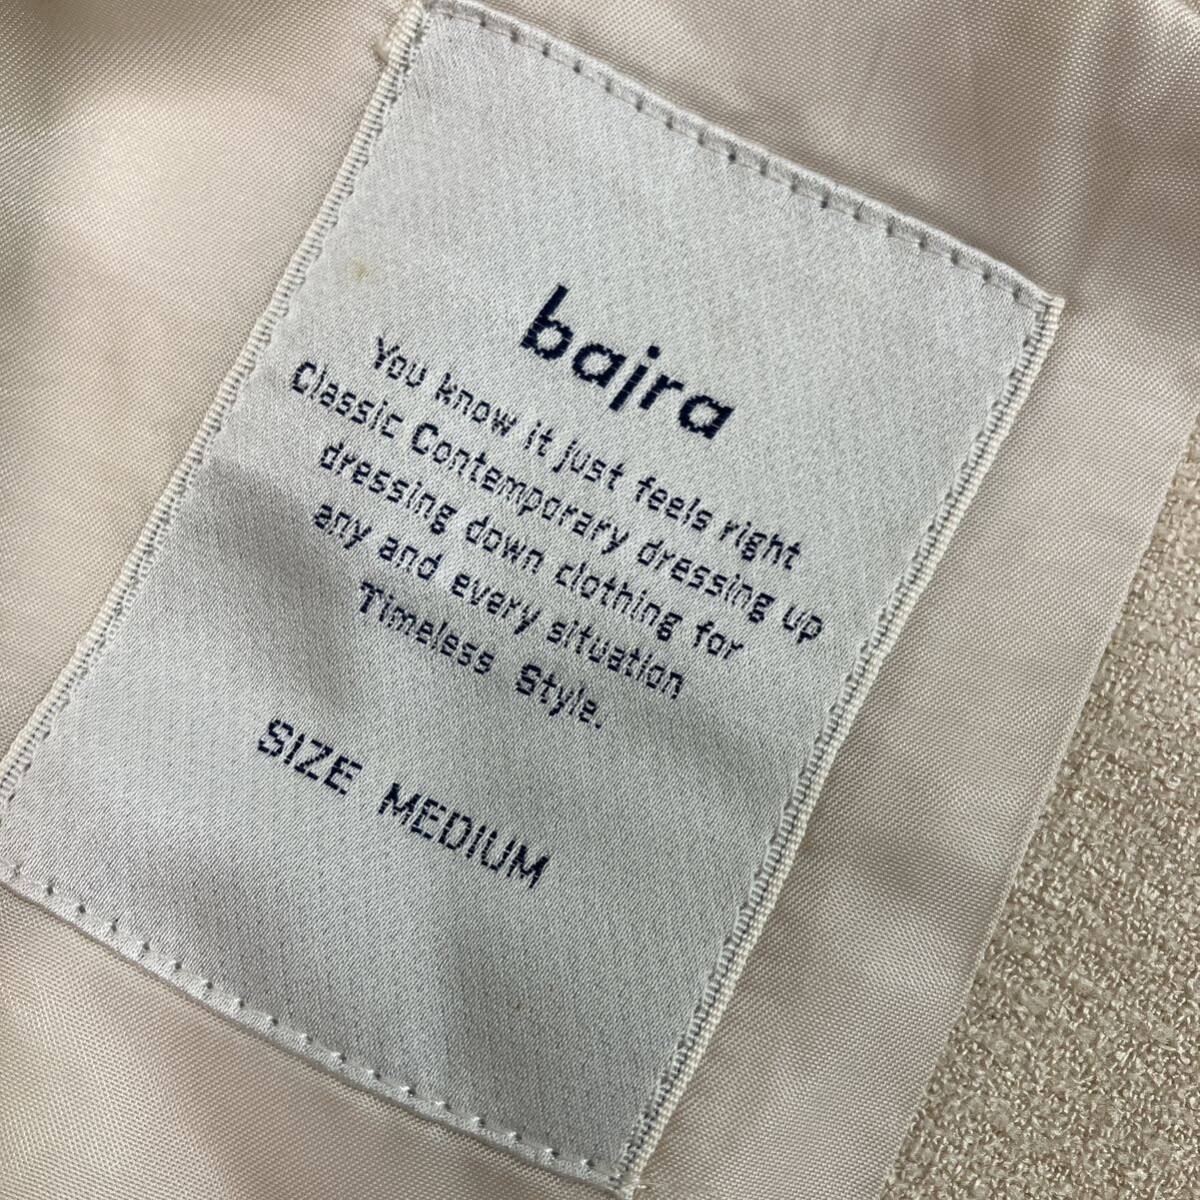 bajra
You know it just feels right
Classic Contemporary dressing up
dressing down clothing for
any and every situation
Timeless Style.
SIZE MEDIUM